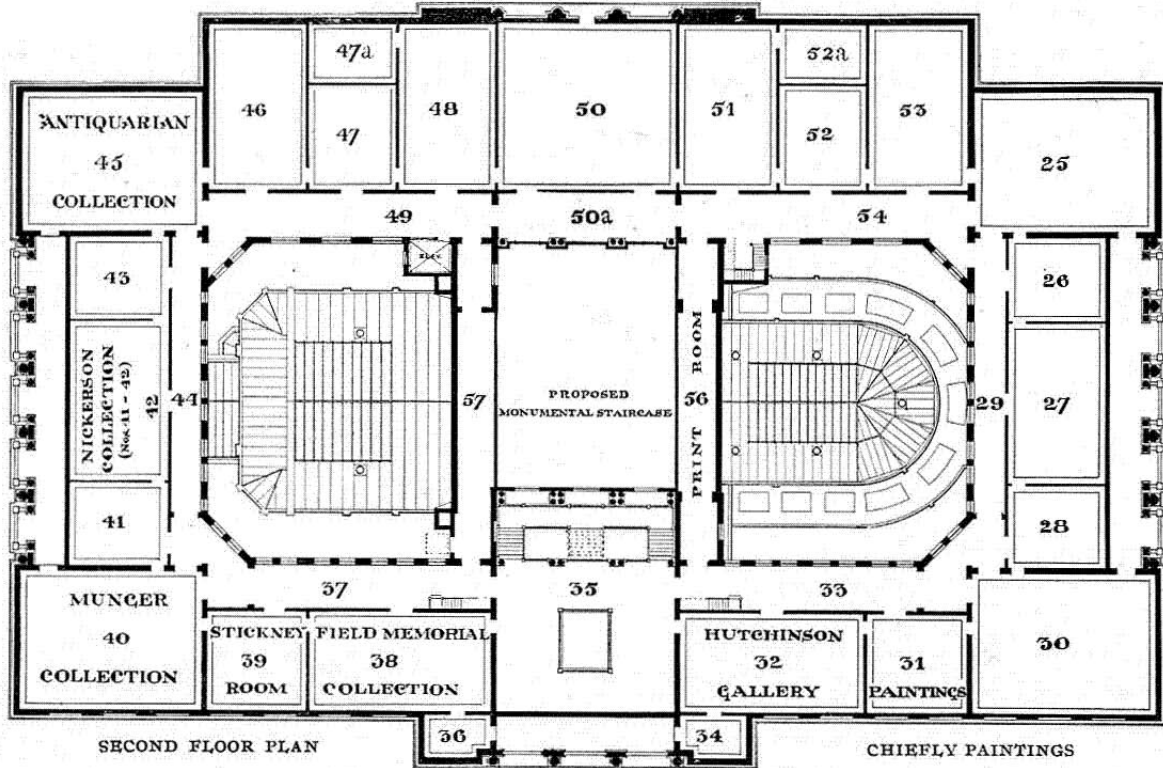 47a
52a
46
48
50
51
53
47
52
ANTIQUARIAN
45
COLLECTION
25
49
50a
54
ELEV.
43
26
NICKERSON
COLLECTION
(Nos. 41-42)
42
44
57
PROPOSED
MONUMENTAL STAIRCASE
PRINT ROOM
56
29
27
41
28
37
35
33
MUNGER
40
COLLECTION
STICKNEY
39
ROOM
FIELD MEMORIAL
38
COLLECTION
HUTCHINSON
32
GALLERY
31
PAINTINGS
30
36
34
SECOND FLOOR PLAN
CHIEFLY PAINTINGS